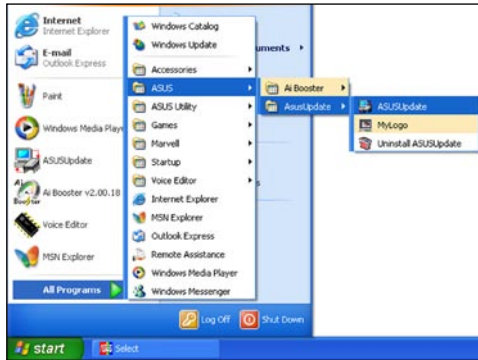 Internet
Internet Explorer
E-mail
Outlook Express
Paint
Windows Media Play
ASUSUpdate
Ai Booster v2.00.18
Voice Editor
MSN Explorer
All Programs
Windows Catalog
Windows Update
Accessories
ASUS
ASUS Utility
Games
Marvell
Startup
Voice Editor
Internet Explorer
MSN Explorer
Outlook Express
Remote Assistance
Windows Media Player
Windows Messenger
uments
s
Ai Booster
AsusUpdate
ASUSUpdate
MyLogo
Uninstall ASUSUpdate
Log Off
Shut Down
start
Select